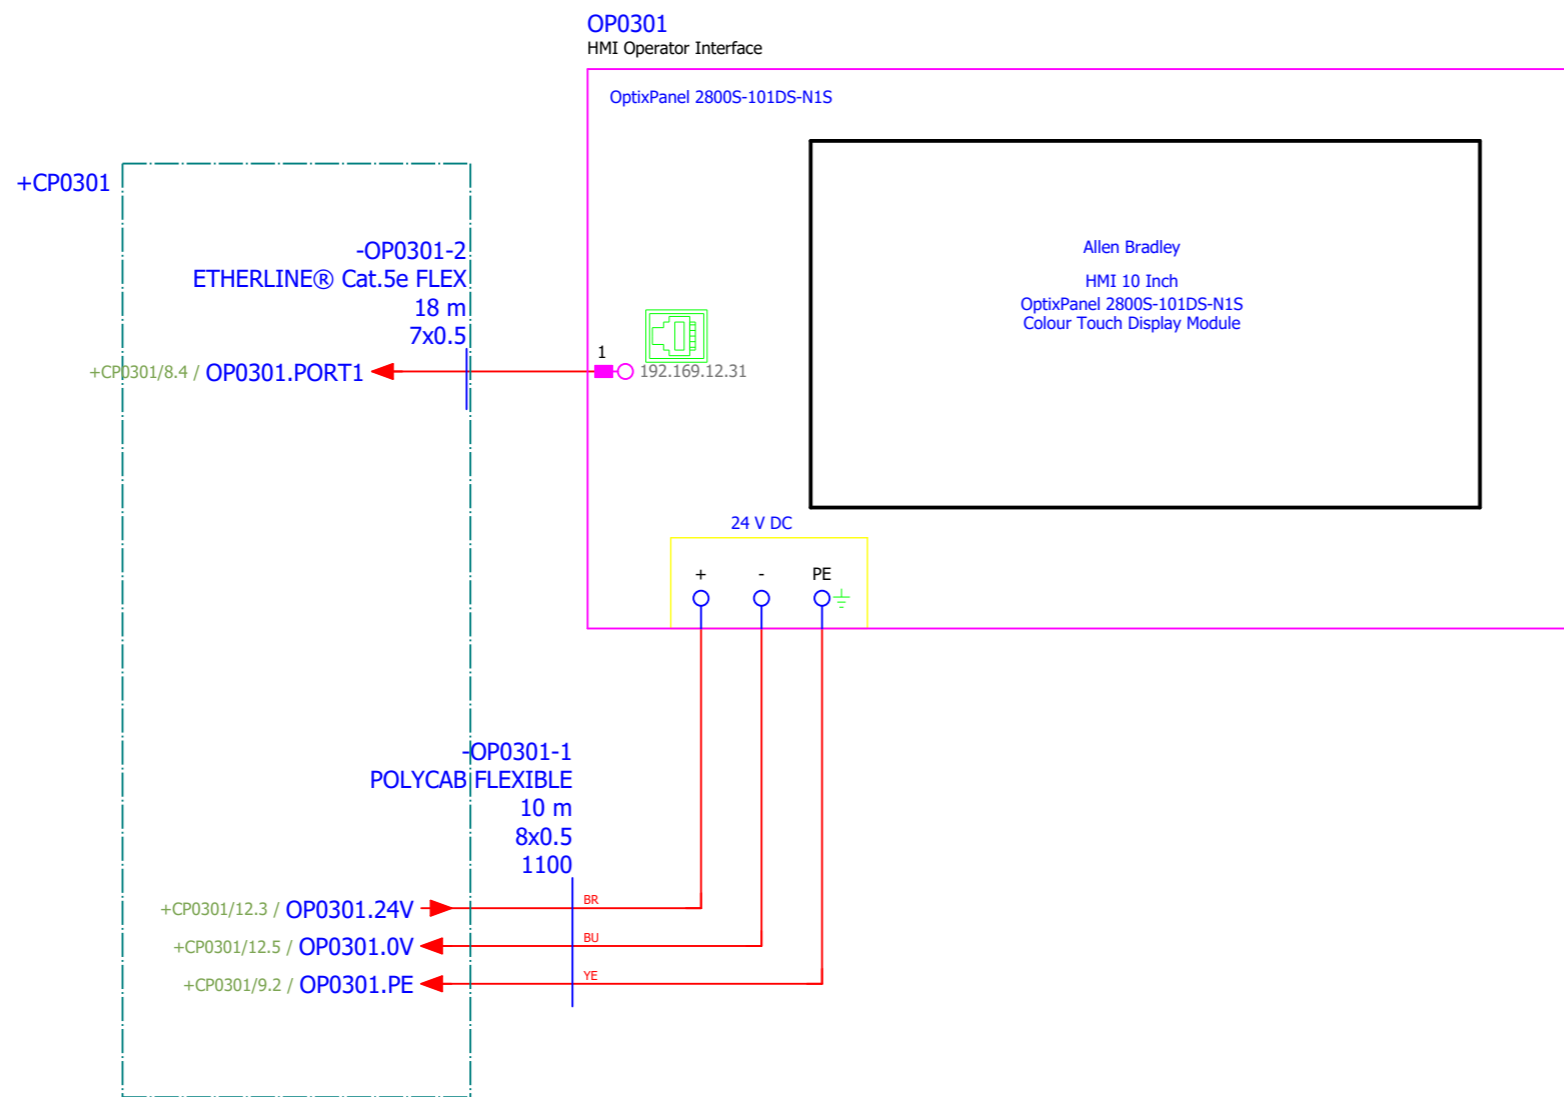 OP0301
HMI Operator Interface
OptixPanel 2800S-101DS-N1S
+CP0301
-OP0301-2
ETHERLINE® Cat.5e FLEX
18 m
7x0.5
Allen Bradley
HMI 10 Inch
OptixPanel 2800S-101DS-N1S
Colour Touch Display Module
1
+CP0301/8.4 / OP0301.PORT1
192.169.12.31
24 V DC
+ - PE
-OP0301-1
POLYCAB FLEXIBLE
10 m
8x0.5
1100
+CP0301/12.3 / OP0301.24V BR
+CP0301/12.5 / OP0301.0V BU
+CP0301/9.2 / OP0301.PE YE